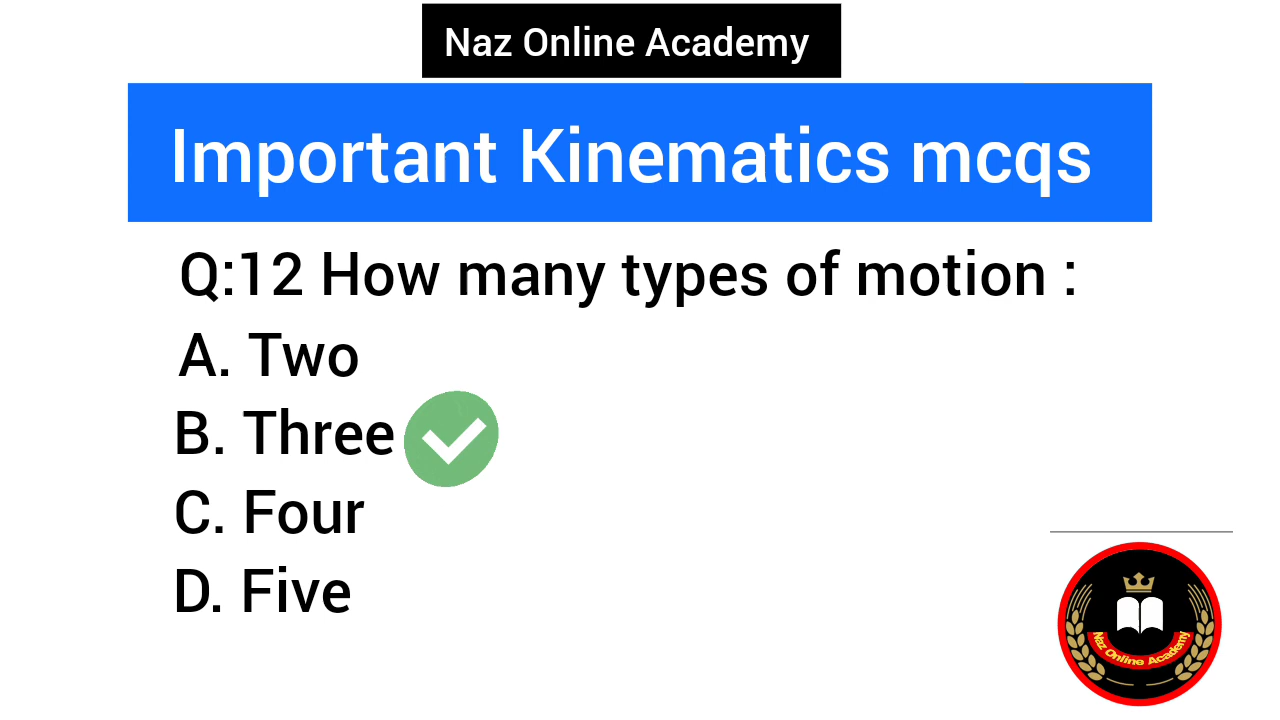 Naz Online Academy
Important Kinematics mcqs
Q:12 How many types of motion :
A. Two
B. Three
C. Four
D. Five
Naz Online Academy